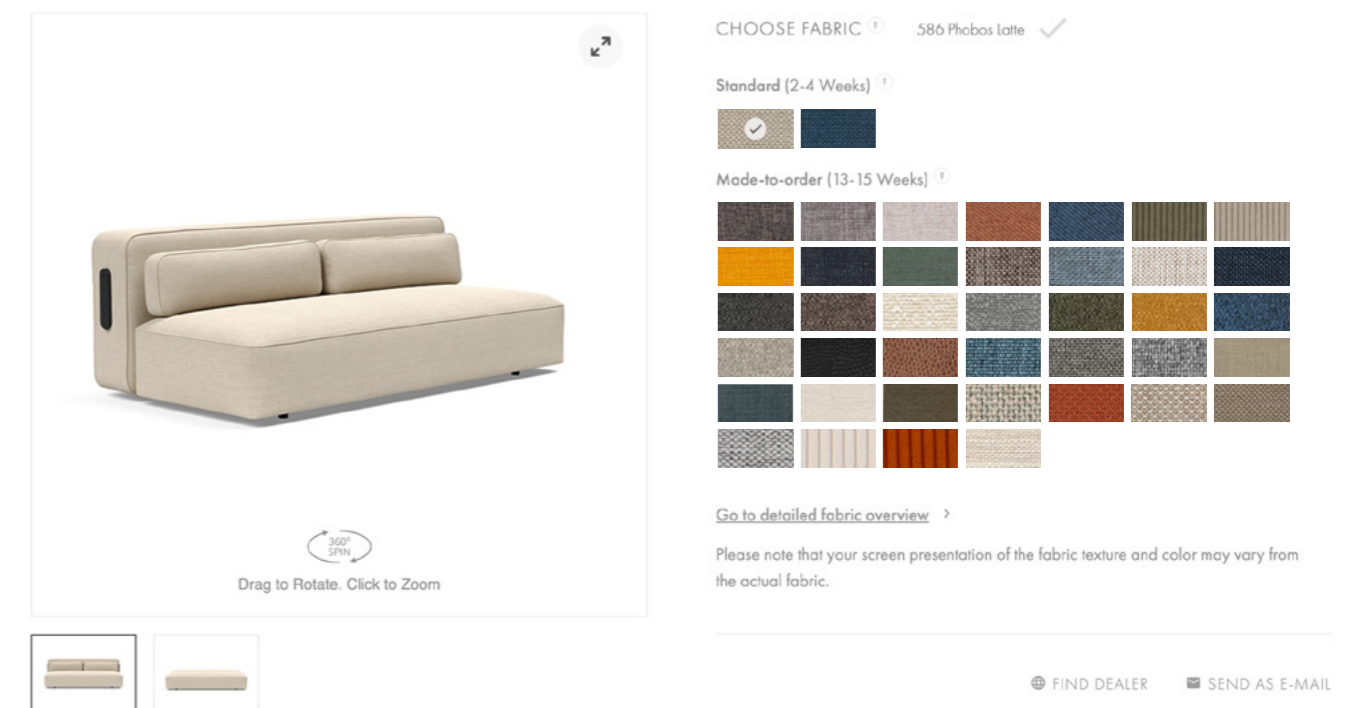 CHOOSE FABRIC 586 Phobos Latte
Standard (2-4 Weeks)
Made-to-order (13-15 Weeks)
360°
SPIN
Drag to Rotate. Click to Zoom
Go to detailed fabric overview >
Please note that your screen presentation of the fabric texture and color may vary from
the actual fabric.
FIND DEALER SEND AS E-MAIL